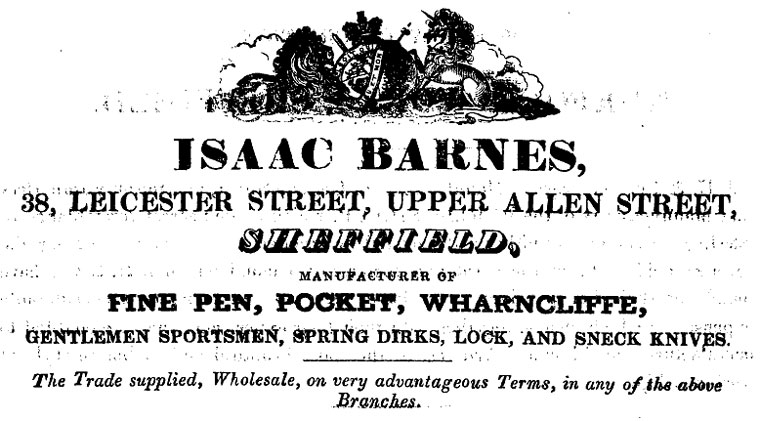 ISAAC BARNES,
38, LEICESTER STREET, UPPER ALLEN STREET,
SHEFFIELD,
MANUFACTURER OF
FINE PEN, POCKET, WHARNCLIFFE,
GENTLEMEN SPORTSMEN, SPRING DIRKS, LOCK, AND SNECK KNIVES.
The Trade supplied, Wholesale, on very advantageous Terms, in any of the above
Branches.